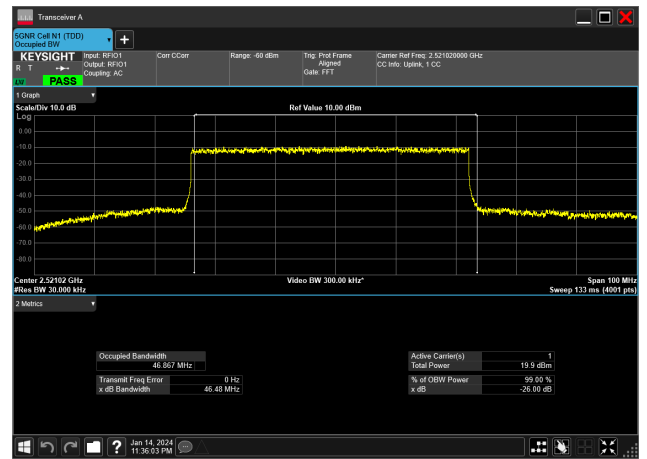 Transceiver A
5GNR Cell N1 (TDD)
Occupied BW
KEYSIGHT
R T
LW
PASS
Input: RFIO1
Output: RFIO1
Coupling: AC
Corr CCorr
Range: -60 dBm
Trig: Prot Frame
Aligned
Gate: FFT
Carrier Ref Freq: 2.521020000 GHz
CC Info: Uplink, 1 CC
1 Graph
Scale/Div 10.0 dB
Ref Value 10.00 dBm
Log
0.00
-10.0
-20.0
-30.0
-40.0
-50.0
-60.0
-70.0
-80.0
Center 2.52102 GHz
Video BW 300.00 kHz*
Span 100 MHz
#Res BW 30.000 kHz
Sweep 133 ms (4001 pts)
2 Metrics
Occupied Bandwidth
46.867 MHz
Active Carrier(s) 1
Total Power 19.9 dBm
Transmit Freq Error 0 Hz
x dB Bandwidth 46.48 MHz
% of OBW Power 99.00 %
x dB -26.00 dB
?
Jan 14, 2024
11:36:03 PM